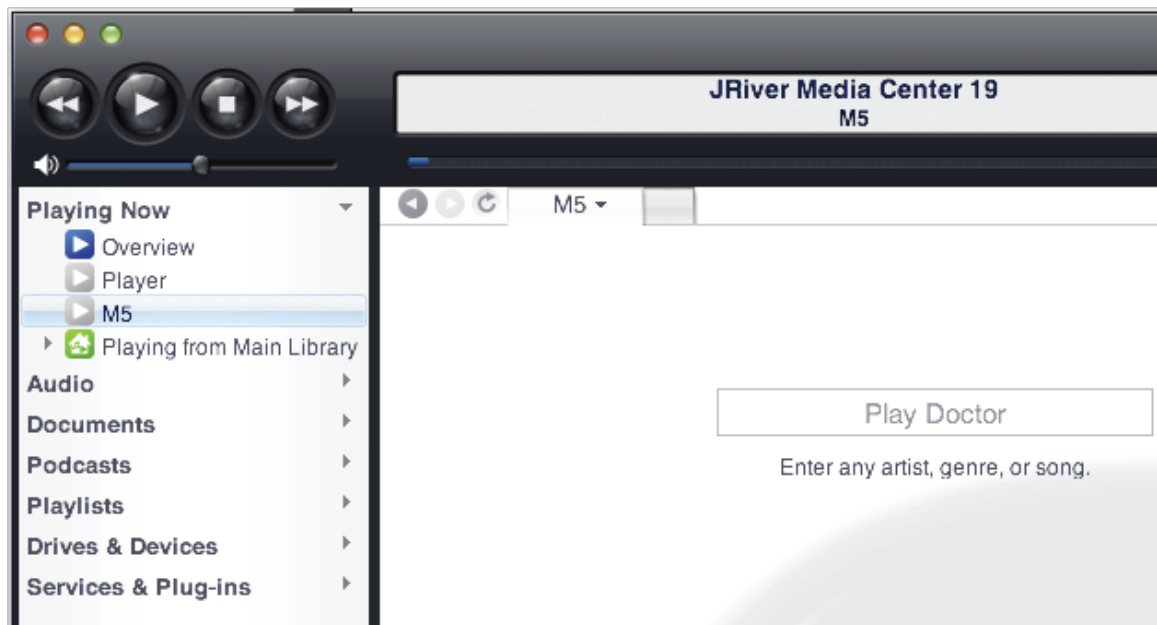 JRiver Media Center 19
M5
Playing Now
Overview
Player
M5
Playing from Main Library
Audio
Documents
Podcasts
Playlists
Drives & Devices
Services & Plug-ins
M5
Play Doctor
Enter any artist, genre, or song.